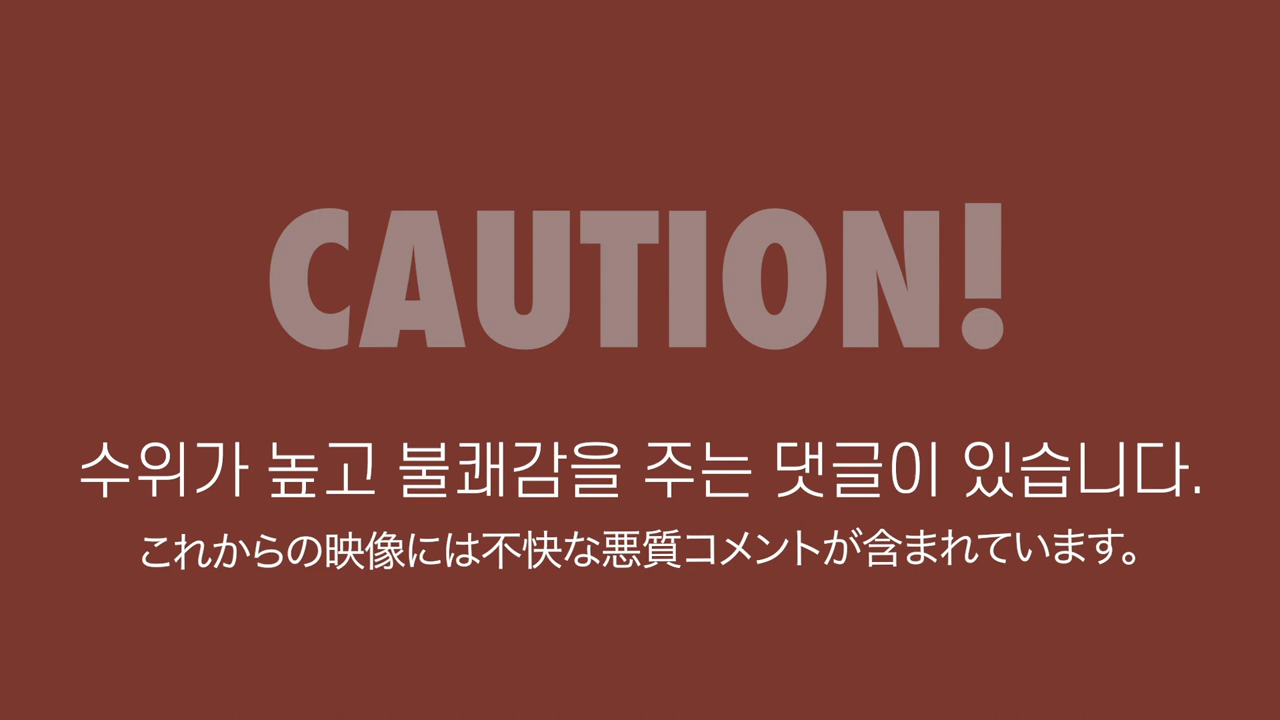 CAUTION!
수위가 높고 불쾌감을 주는 댓글이 있습니다.
これからの映像には不快な悪質コメントが含まれています。